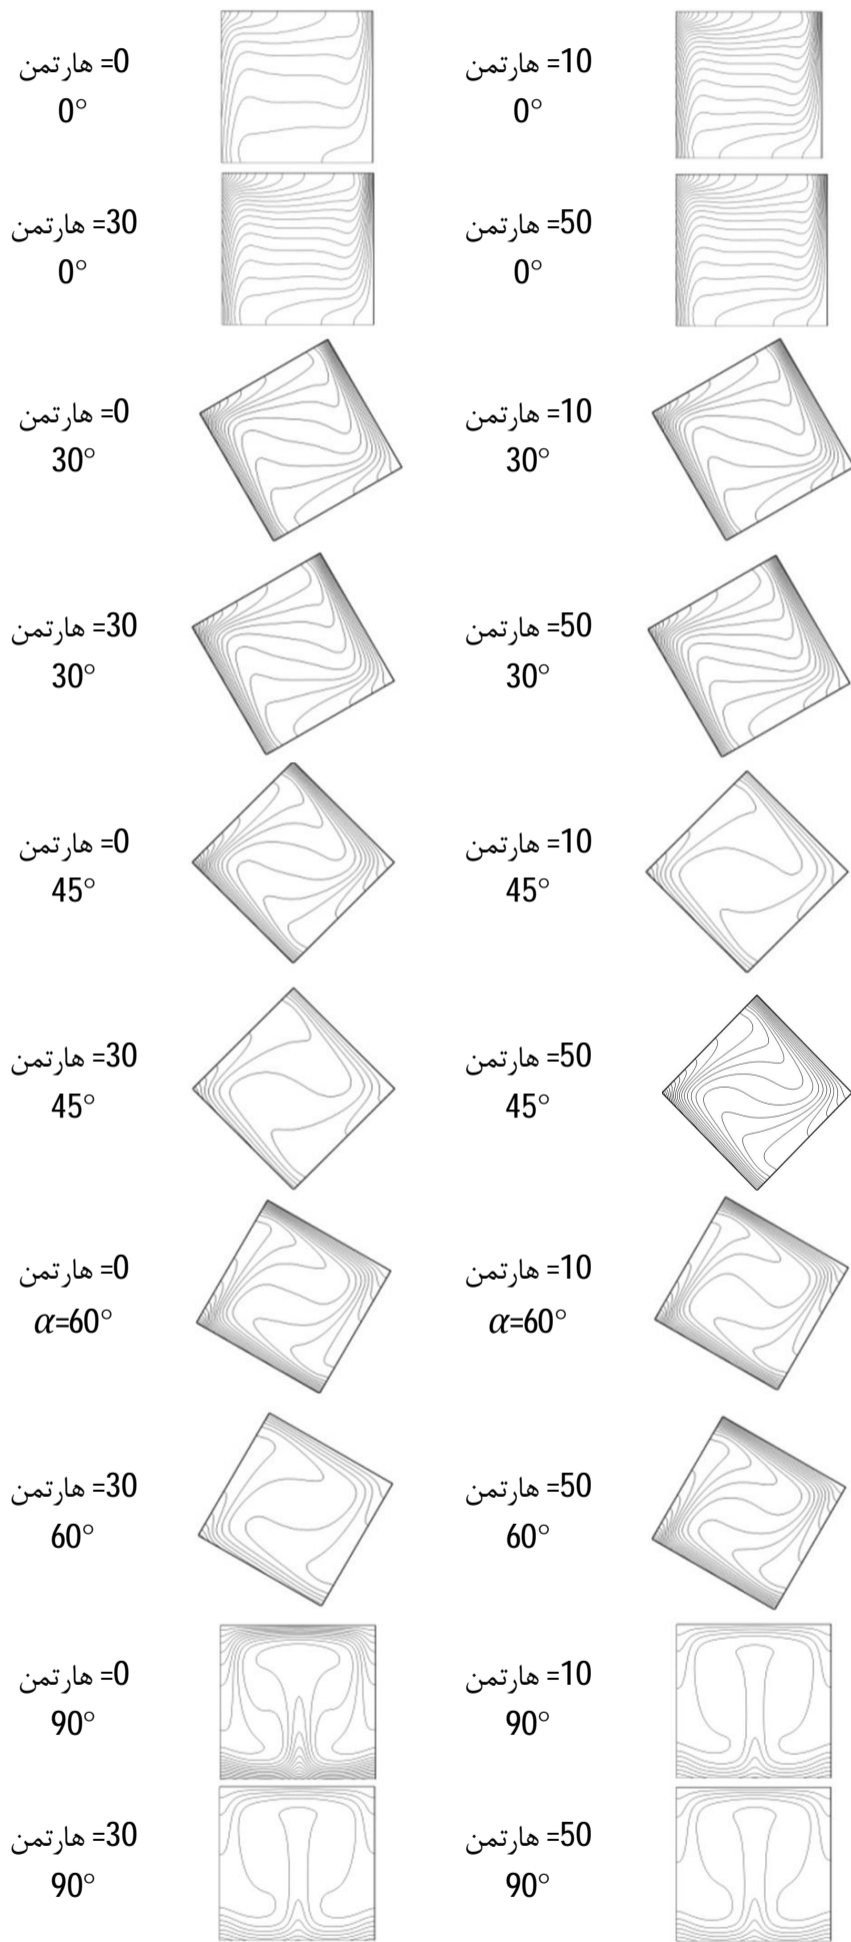 هارتمن =0
0°
هارتمن =10
0°
هارتمن =30
0°
هارتمن =50
0°
هارتمن =0
30°
هارتمن =10
30°
هارتمن =30
30°
هارتمن =50
30°
هارتمن =0
45°
هارتمن =10
45°
هارتمن =30
45°
هارتمن =50
45°
هارتمن =0
α=60°
هارتمن =10
α=60°
هارتمن =30
60°
هارتمن =50
60°
هارتمن =0
90°
هارتمن =10
90°
هارتمن =30
90°
هارتمن =50
90°